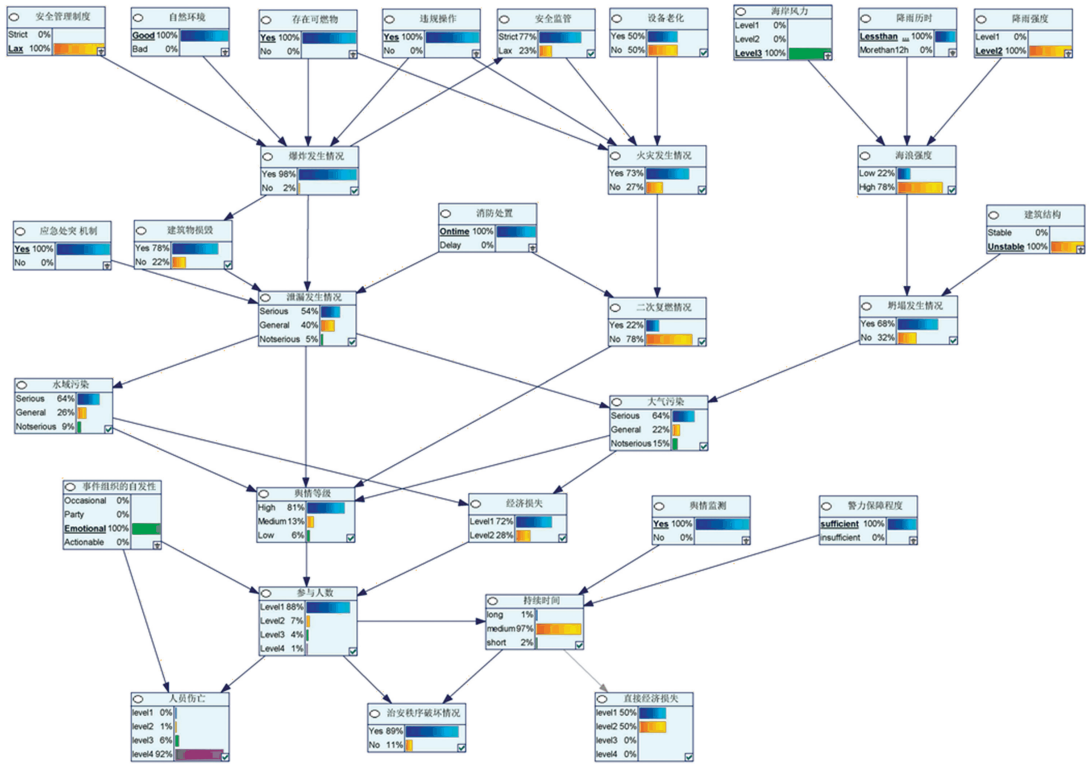 安全管理制度
Strict 0%
Lax 100%
自然环境
Good 100%
Bad 0%
存在可燃物
Yes 100%
No 0%
违规操作
Yes 100%
No 0%
安全监管
Strict 77%
Lax 23%
设备老化
Yes 50%
No 50%
海岸风力
Level1 0%
Level2 0%
Level3 100%
降雨历时
Lessthan ... 100%
Morethan12h 0%
降雨强度
Level1 0%
Level2 100%
爆炸发生情况
Yes 98%
No 2%
火灾发生情况
Yes 73%
No 27%
海浪强度
Low 22%
High 78%
应急处突 机制
Yes 100%
No 0%
建筑物损毁
Yes 78%
No 22%
消防处置
Ontime 100%
Delay 0%
建筑结构
Stable 0%
Unstable 100%
泄漏发生情况
Serious 54%
General 40%
Notserious 5%
二次复燃情况
Yes 22%
No 78%
坍塌发生情况
Yes 68%
No 32%
水域污染
Serious 64%
General 26%
Notserious 9%
大气污染
Serious 64%
General 22%
Notserious 15%
事件组织的自发性
Occasional 0%
Party 0%
Emotional 100%
Actionable 0%
舆情等级
High 81%
Medium 13%
Low 6%
经济损失
Level1 72%
Level2 28%
舆情监测
Yes 100%
No 0%
警力保障程度
sufficient 100%
insufficient 0%
参与人数
Level1 88%
Level2 7%
Level3 4%
Level4 1%
持续时间
long 1%
medium 97%
short 2%
人员伤亡
level1 0%
level2 1%
level3 6%
level4 92%
治安秩序破坏情况
Yes 89%
No 11%
直接经济损失
level1 50%
level2 50%
level3 0%
level4 0%